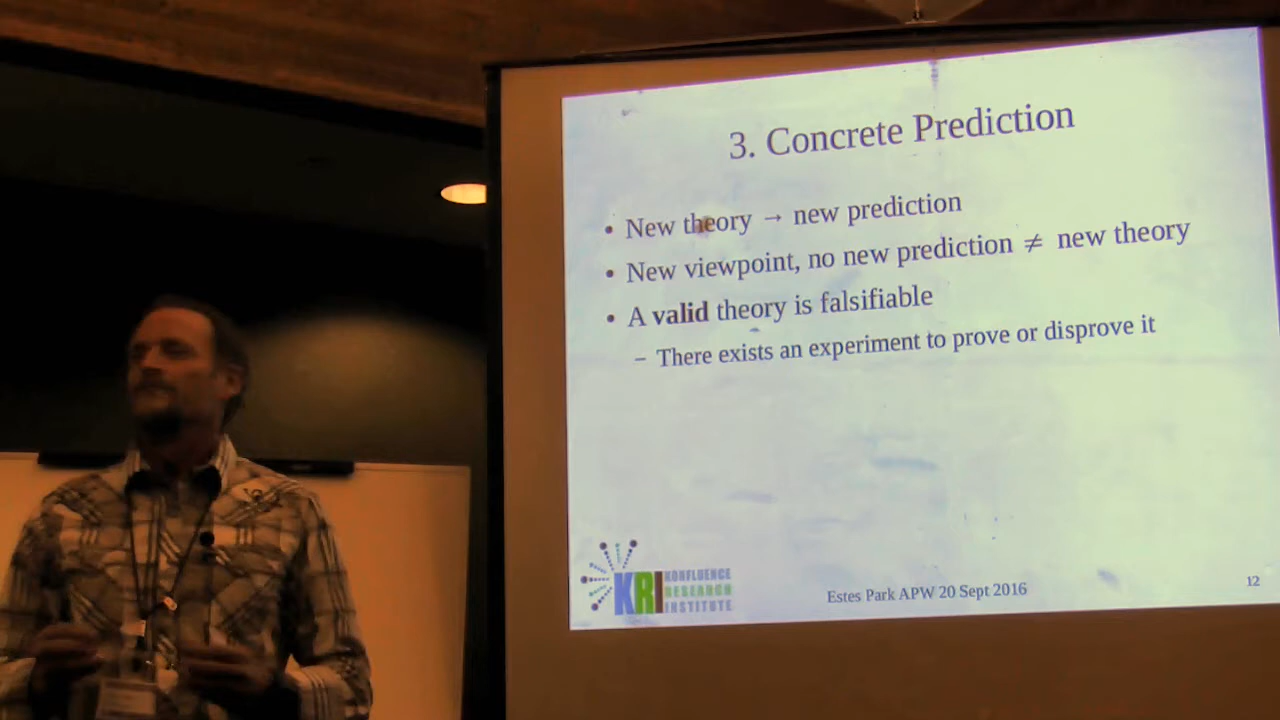 3. Concrete Prediction
• New theory → new prediction
• New viewpoint, no new prediction ≠ new theory
• A valid theory is falsifiable
– There exists an experiment to prove or disprove it
KRI KONFLUENCE
RESEARCH
INSTITUTE
Estes Park APW 20 Sept 2016
12